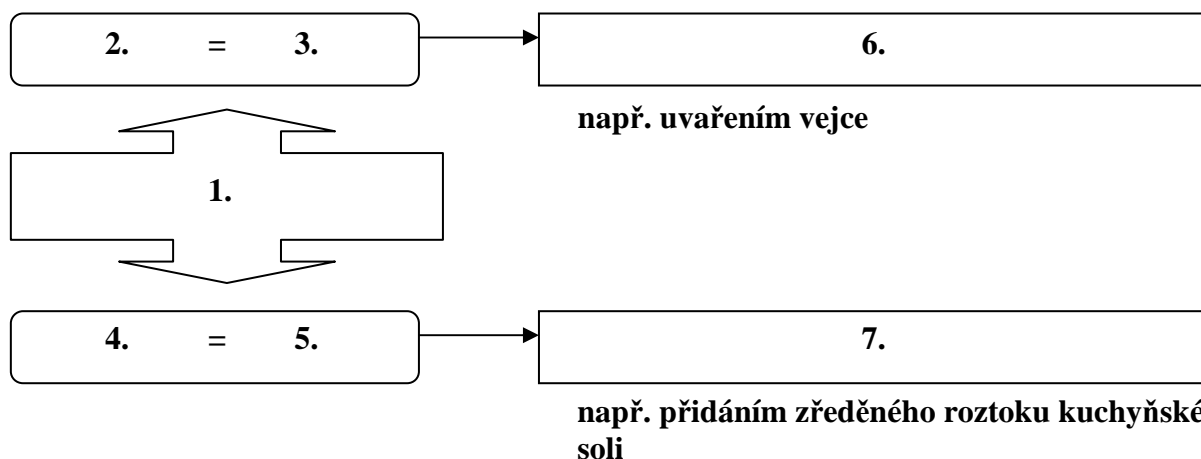 2. = 3.
6.
např. uvařením vejce
1.
4. = 5.
7.
např. přidáním zředěného roztoku kuchyňské
soli